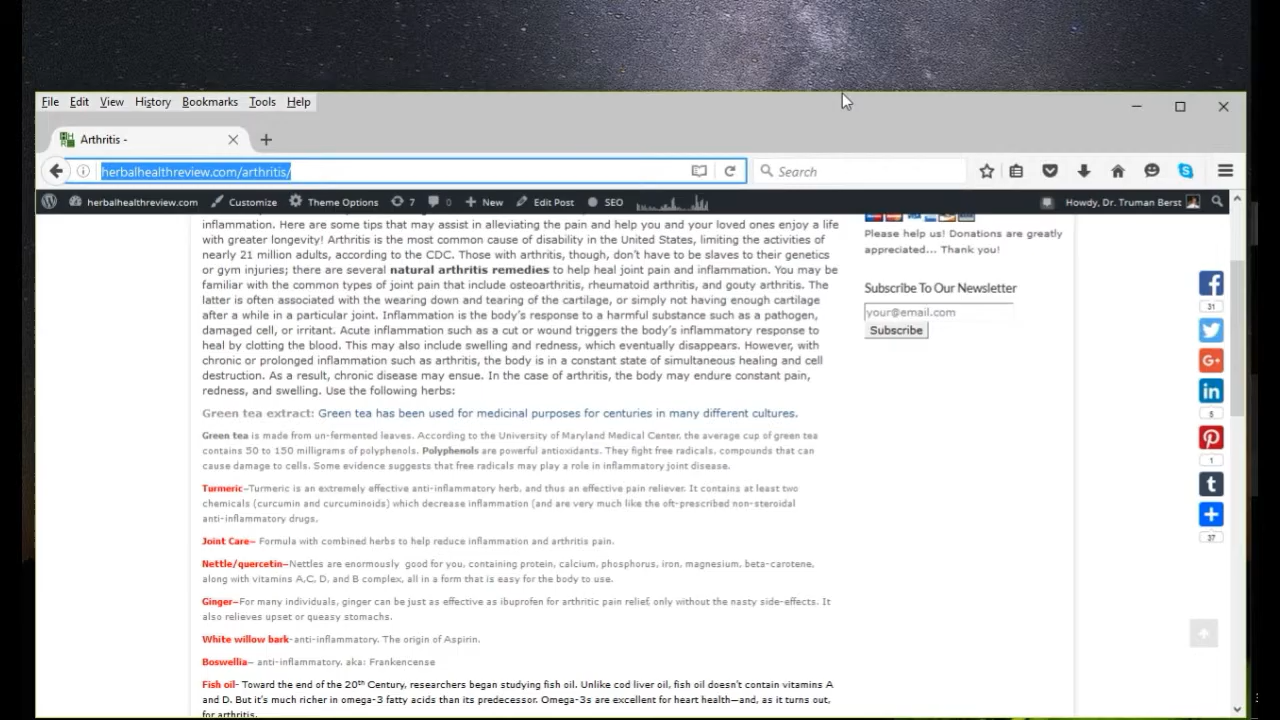 File Edit View History Bookmarks Tools Help
Arthritis -
herbalhealthreview.com/arthritis/
Search
herbalhealthreview.com Customize Theme Options 7 0 New Edit Post SEO Howdy, Dr. Truman Berst
inflammation. Here are some tips that may assist in alleviating the pain and help you and your loved ones enjoy a life
with greater longevity! Arthritis is the most common cause of disability in the United States, limiting the activities of
nearly 21 million adults, according to the CDC. Those with arthritis, though, don't have to be slaves to their genetics
or gym injuries; there are several natural arthritis remedies to help heal joint pain and inflammation. You may be
familiar with the common types of joint pain that include osteoarthritis, rheumatoid arthritis, and gouty arthritis. The
latter is often associated with the wearing down and tearing of the cartilage, or simply not having enough cartilage
after a while in a particular joint. Inflammation is the body's response to a harmful substance such as a pathogen,
damaged cell, or irritant. Acute inflammation such as a cut or wound triggers the body's inflammatory response to
heal by clotting the blood. This may also include swelling and redness, which eventually disappears. However, with
chronic or prolonged inflammation such as arthritis, the body is in a constant state of simultaneous healing and cell
destruction. As a result, chronic disease may ensue. In the case of arthritis, the body may endure constant pain,
redness, and swelling. Use the following herbs:
Green tea extract: Green tea has been used for medicinal purposes for centuries in many different cultures.
Green tea is made from un-fermented leaves. According to the University of Maryland Medical Center, the average cup of green tea
contains 50 to 150 milligrams of polyphenols. Polyphenols are powerful antioxidants. They fight free radicals, compounds that can
cause damage to cells. Some evidence suggests that free radicals may play a role in inflammatory joint disease.
Turmeric–Turmeric is an extremely effective anti-inflammatory herb, and thus an effective pain reliever. It contains at least two
chemicals (curcumin and curcuminoids) which decrease inflammation (and are very much like the oft-prescribed non-steroidal
anti-inflammatory drugs.
Joint Care– Formula with combined herbs to help reduce inflammation and arthritis pain.
Nettle/quercetin–Nettles are enormously good for you, containing protein, calcium, phosphorus, iron, magnesium, beta-carotene,
along with vitamins A,C, D, and B complex, all in a form that is easy for the body to use.
Ginger–For many individuals, ginger can be just as effective as ibuprofen for arthritic pain relief, only without the nasty side-effects. It
also relieves upset or queasy stomachs.
White willow bark-anti-inflammatory. The origin of Aspirin.
Boswellia– anti-inflammatory, aka: Frankencense
Fish oil- Toward the end of the 20th Century, researchers began studying fish oil. Unlike cod liver oil, fish oil doesn't contain vitamins A
and D. But it's much richer in omega-3 fatty acids than its predecessor. Omega-3s are excellent for heart health—and, as it turns out,
for arthritis.
Please help us! Donations are greatly
appreciated... Thank you!
Subscribe To Our Newsletter
your@email.com
Subscribe
31
5
1
37